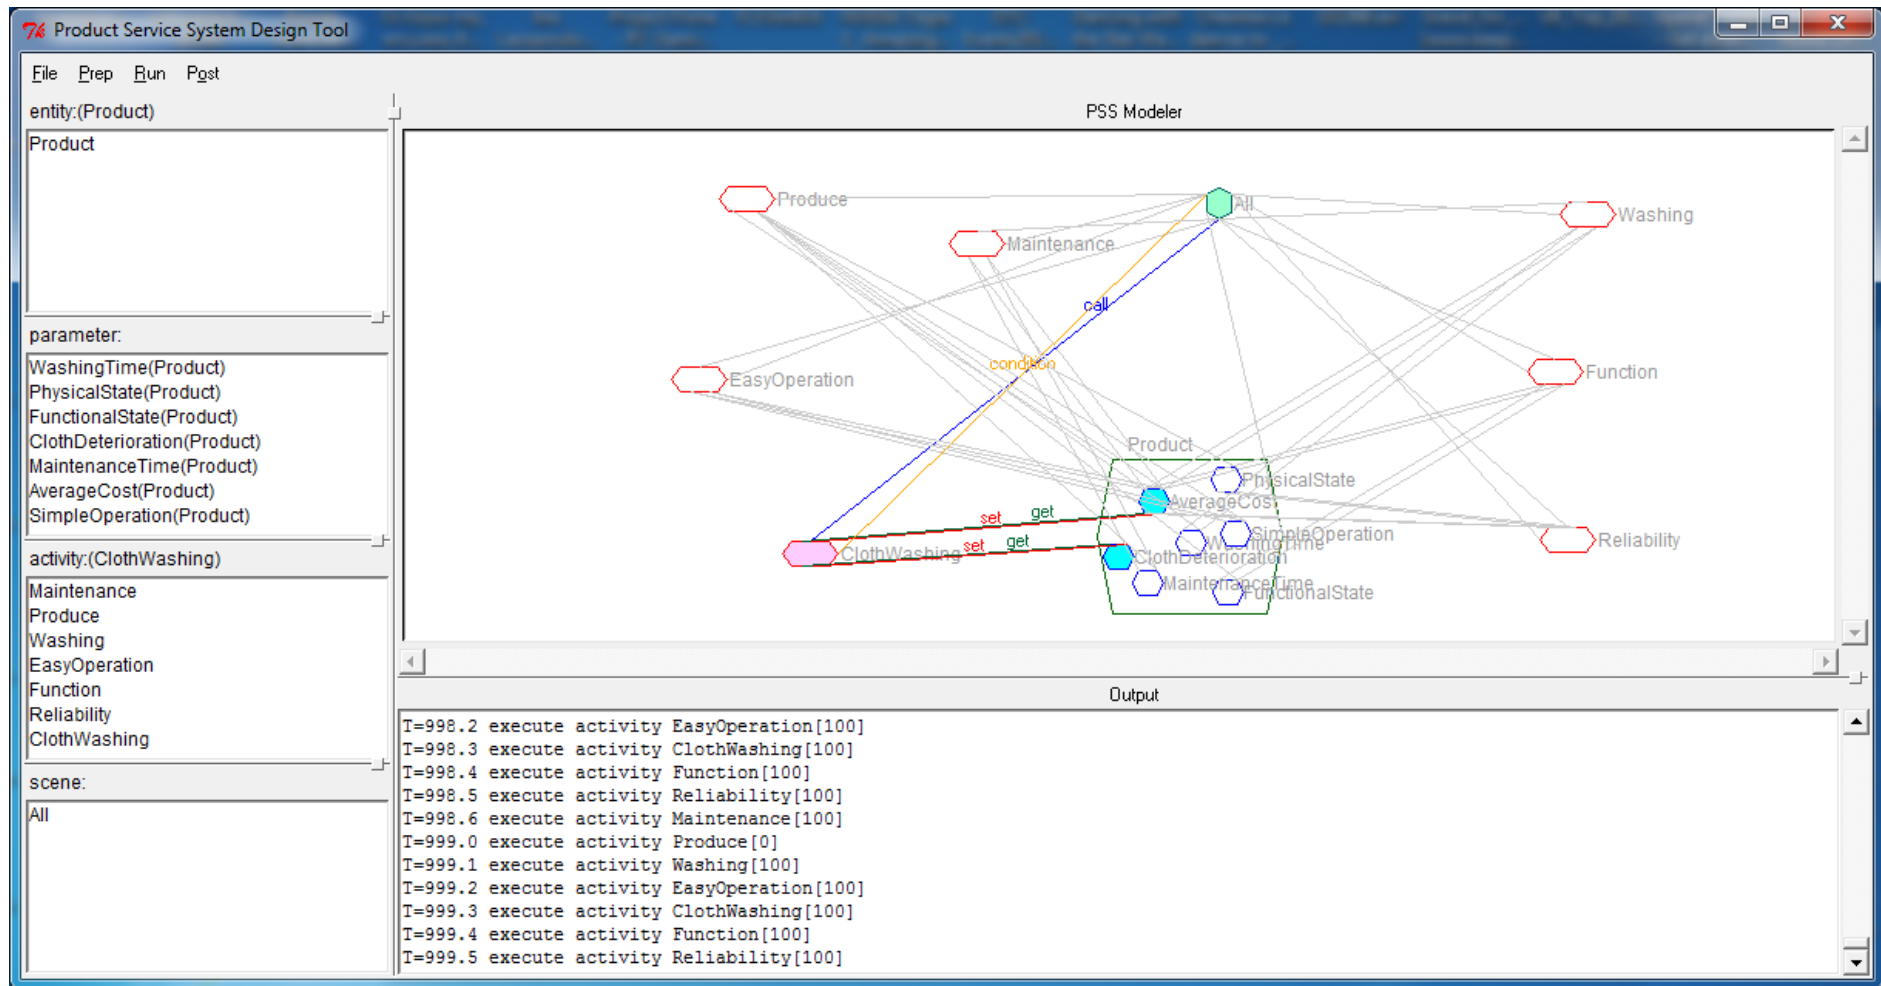 Product Service System Design Tool
File Prep Run Post
entity:(Product)
Product
parameter:
WashingTime(Product)
PhysicalState(Product)
FunctionalState(Product)
ClothDeterioration(Product)
MaintenanceTime(Product)
AverageCost(Product)
SimpleOperation(Product)
activity:(ClothWashing)
Maintenance
Produce
Washing
EasyOperation
Function
Reliability
ClothWashing
scene:
All
PSS Modeler
Produce
All
Washing
Maintenance
call
condition
EasyOperation
Function
Product
PhysicalState
AverageCost
set get
SimpleOperation
WashingTime
Reliability
ClothWashing
set get
ClothDeterioration
MaintenanceTime
FunctionalState
Output
T=998.2 execute activity EasyOperation[100]
T=998.3 execute activity ClothWashing[100]
T=998.4 execute activity Function[100]
T=998.5 execute activity Reliability[100]
T=998.6 execute activity Maintenance[100]
T=999.0 execute activity Produce[0]
T=999.1 execute activity Washing[100]
T=999.2 execute activity EasyOperation[100]
T=999.3 execute activity ClothWashing[100]
T=999.4 execute activity Function[100]
T=999.5 execute activity Reliability[100]